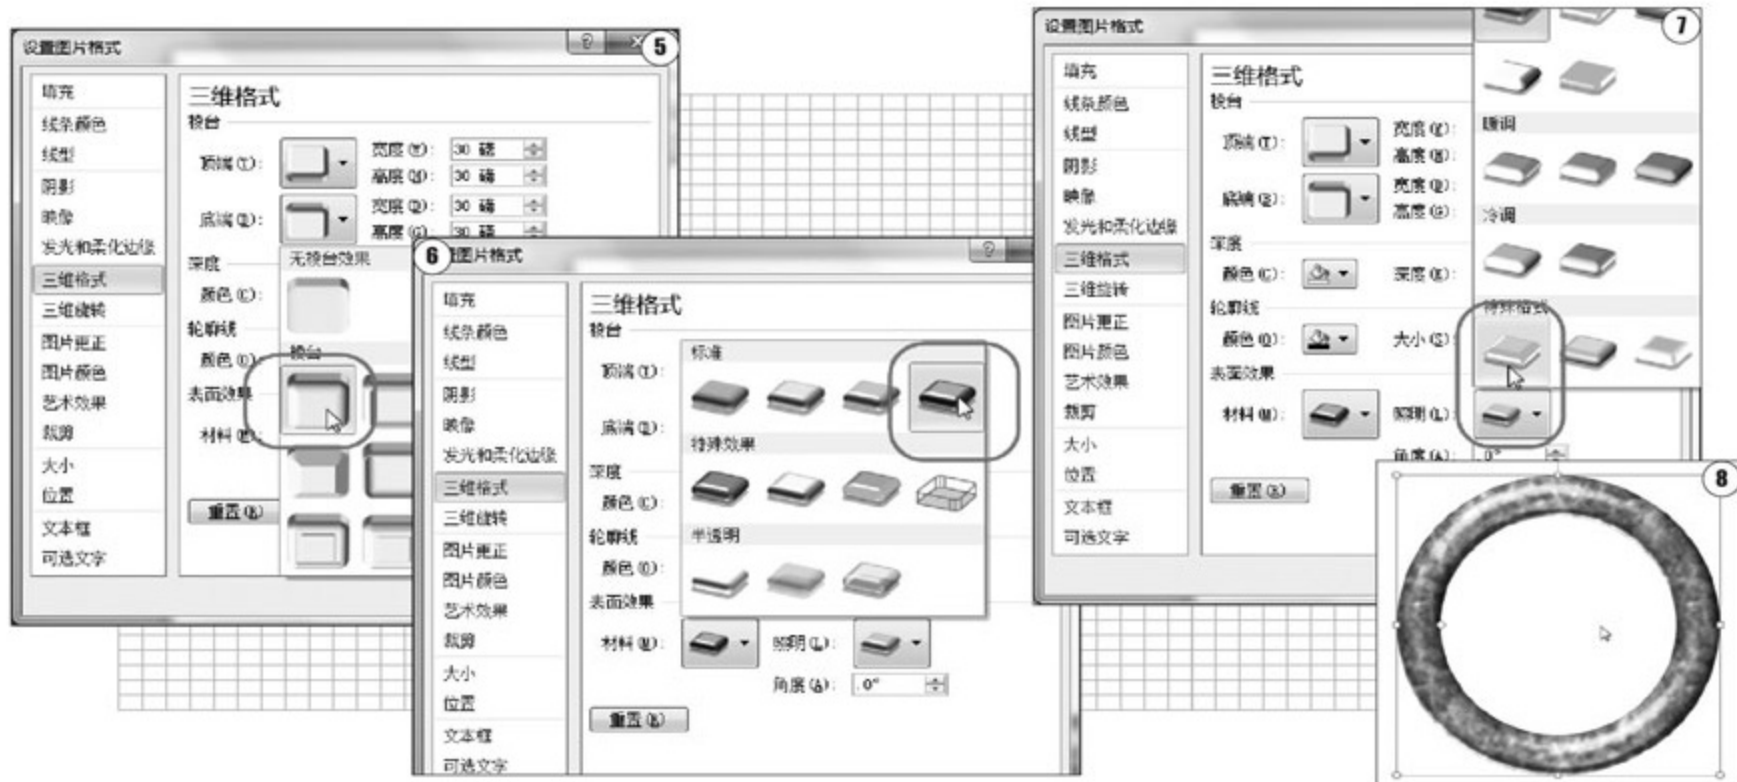 设置图片格式
5
填充
线条颜色
线型
阴影
映像
发光和柔化边缘
三维格式
三维旋转
图片更正
图片颜色
艺术效果
裁剪
大小
位置
文本框
可选文字
三维格式
棱台
顶端(T):
宽度(W): 30 磅
高度(H): 30 磅
底端(B):
宽度(D): 30 磅
高度(G): 30 磅
无棱台效果
深度
颜色(C):
轮廓线
颜色(O):
棱台
表面效果
材料(M):
重置(R)
6
置图片格式
填充
线条颜色
线型
阴影
映像
发光和柔化边缘
三维格式
三维旋转
图片更正
图片颜色
艺术效果
裁剪
大小
位置
文本框
可选文字
三维格式
棱台
标准
顶端(T):
底端(B):
特殊效果
深度
颜色(C):
轮廓线
半透明
颜色(O):
表面效果
材料(M): 照明(L):
角度(A): 0°
重置(R)
设置图片格式
7
填充
线条颜色
线型
阴影
映像
发光和柔化边缘
三维格式
三维旋转
图片更正
图片颜色
艺术效果
裁剪
大小
位置
文本框
可选文字
三维格式
棱台
顶端(T):
宽度(W):
高度(H):
底端(B):
宽度(D):
高度(G):
深度
颜色(C): 深度(E):
轮廓线
颜色(O): 大小(S):
表面效果
材料(M): 照明(L):
角度(A): 0°
重置(R)
暖调
冷调
特殊格式
8